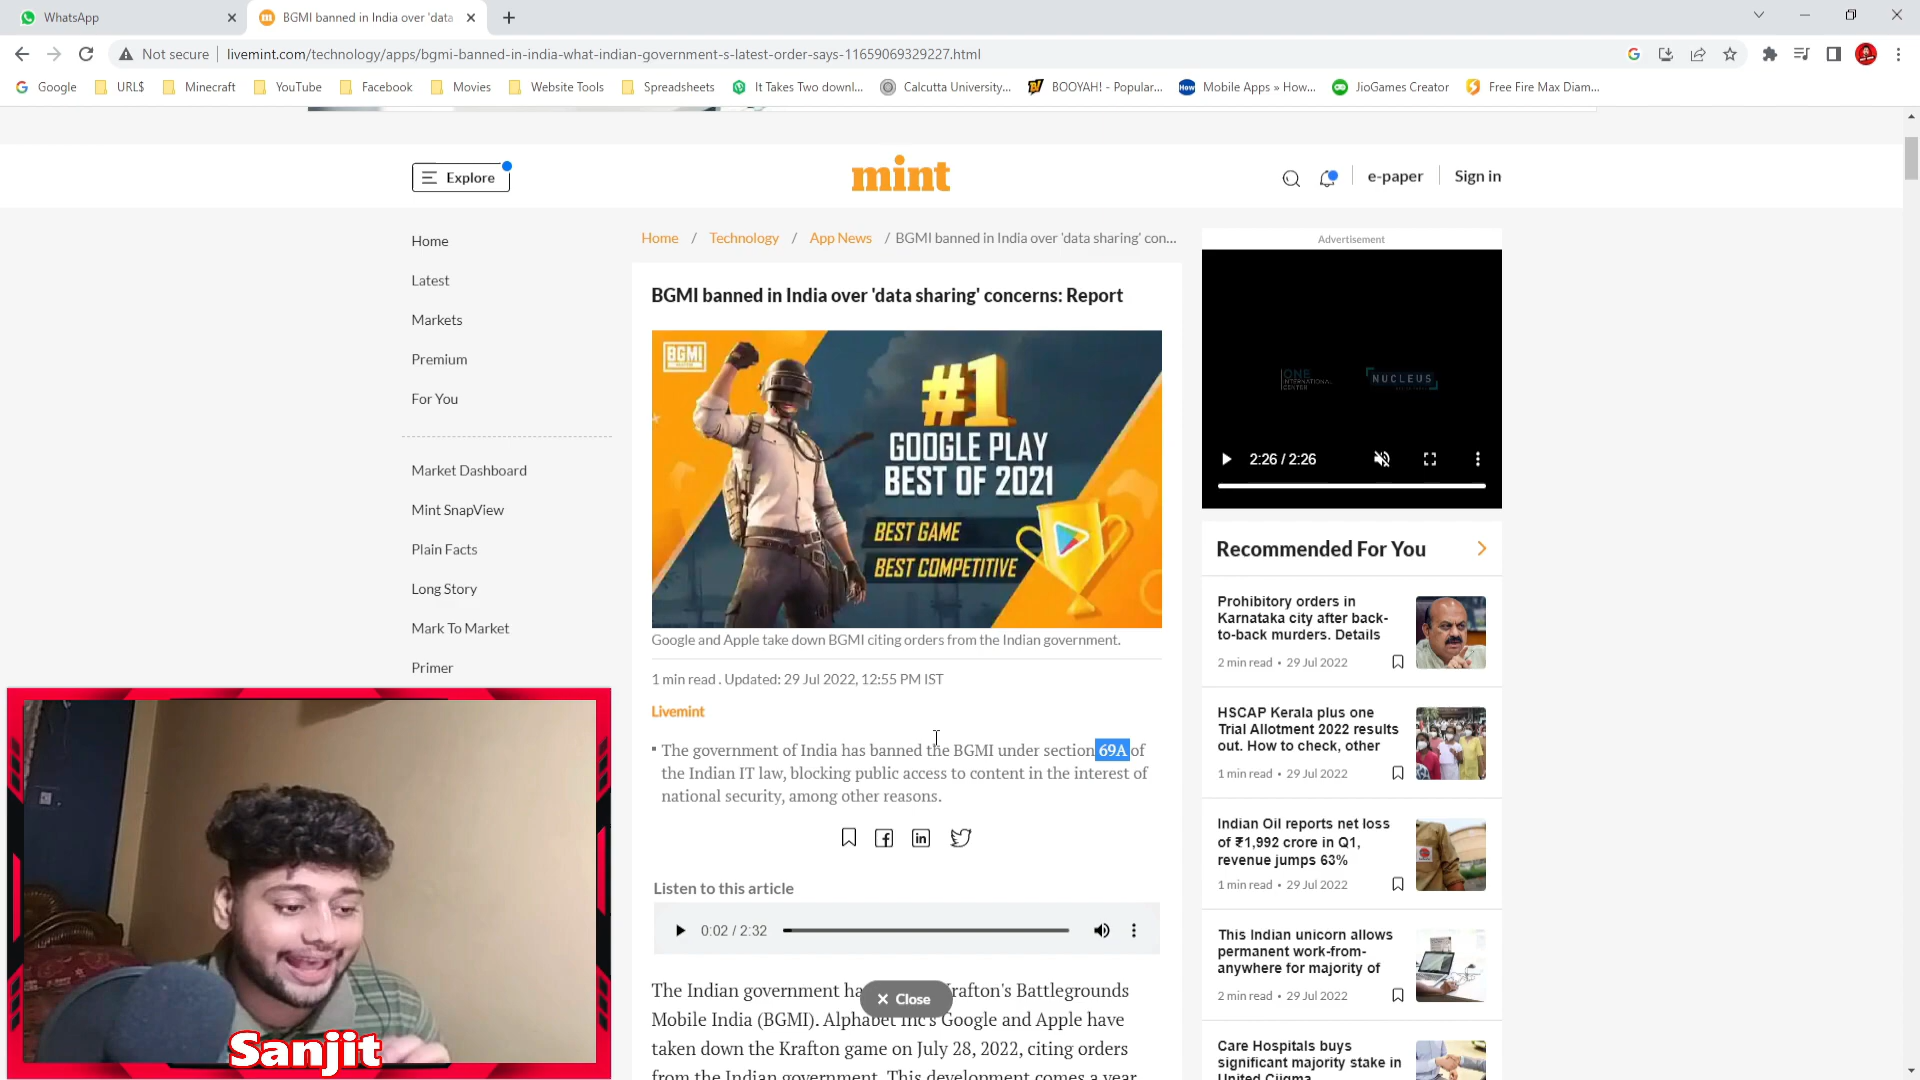 WhatsApp
BGMI banned in India over 'data
Not secure
livemint.com/technology/apps/bgmi-banned-in-india-what-indian-government-s-latest-order-says-11659069329227.html
Google
URL$
Minecraft
YouTube
Facebook
Movies
Website Tools
Spreadsheets
It Takes Two downl...
Calcutta University...
BOOYAH! - Popular...
Mobile Apps » How...
JioGames Creator
Free Fire Max Diam...
Explore
mint
e-paper
Sign in
Home / Technology / App News / BGMI banned in India over 'data sharing' con...
Home
Latest
Markets
Premium
For You
Market Dashboard
Mint SnapView
Plain Facts
Long Story
Mark To Market
Primer
BGMI banned in India over 'data sharing' concerns: Report
BGMI
#1
GOOGLE PLAY
BEST OF 2021
BEST GAME
BEST COMPETITIVE
Google and Apple take down BGMI citing orders from the Indian government.
1 min read . Updated: 29 Jul 2022, 12:55 PM IST
Livemint
The government of India has banned the BGMI under section 69A of
the Indian IT law, blocking public access to content in the interest of
national security, among other reasons.
Listen to this article
0:02 / 2:32
The Indian government ha
rafton's Battlegrounds
Mobile India (BGMI). Alphabet Inc's Google and Apple have
taken down the Krafton game on July 28, 2022, citing orders
from the Indian government. This development comes a year
Close
Advertisement
ONE
INTERNATIONAL
CENTER
NUCLEUS
2:26 / 2:26
Recommended For You
Prohibitory orders in
Karnataka city after back-
to-back murders. Details
2 min read • 29 Jul 2022
HSCAP Kerala plus one
Trial Allotment 2022 results
out. How to check, other
1 min read • 29 Jul 2022
Indian Oil reports net loss
of ₹1,992 crore in Q1,
revenue jumps 63%
1 min read • 29 Jul 2022
This Indian unicorn allows
permanent work-from-
anywhere for majority of
2 min read • 29 Jul 2022
Care Hospitals buys
significant majority stake in
United Ciigma
Sanjit